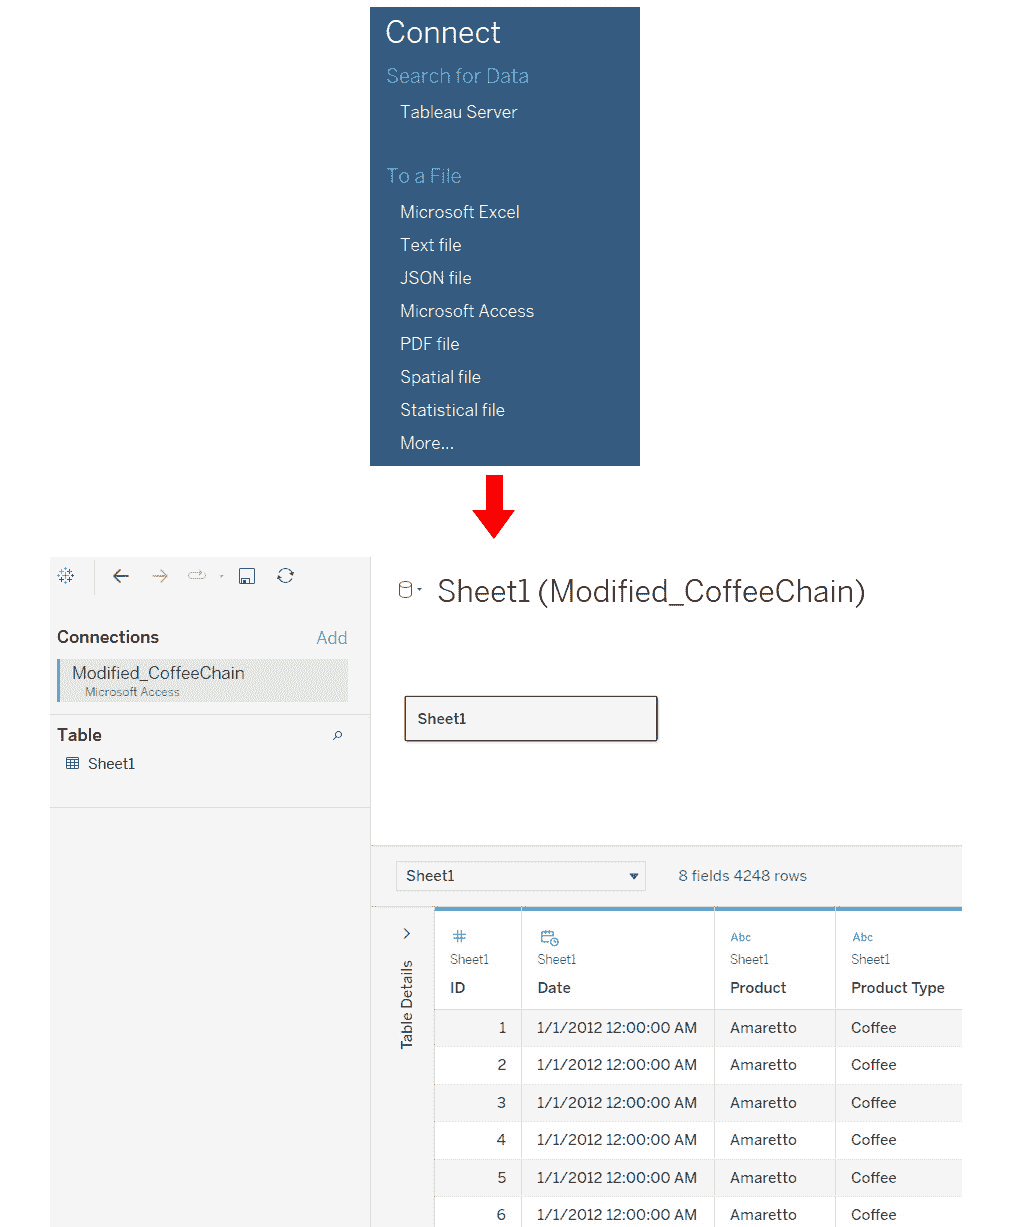 Connect
Search for Data
Tableau Server
To a File
Microsoft Excel
Text file
JSON file
Microsoft Access
PDF file
Spatial file
Statistical file
More...
Sheet1 (Modified_CoffeeChain)
Connections Add
Modified_CoffeeChain
Microsoft Access
Sheet1
Table
Sheet1
Sheet1 8 fields 4248 rows
Table Details
# Abc Abc
Sheet1 Sheet1 Sheet1 Sheet1
ID Date Product Product Type
1 1/1/2012 12:00:00 AM Amaretto Coffee
2 1/1/2012 12:00:00 AM Amaretto Coffee
3 1/1/2012 12:00:00 AM Amaretto Coffee
4 1/1/2012 12:00:00 AM Amaretto Coffee
5 1/1/2012 12:00:00 AM Amaretto Coffee
6 1/1/2012 12:00:00 AM Amaretto Coffee